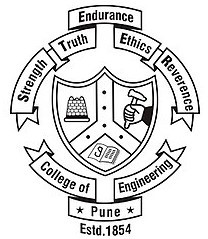 Endurance
Strength Truth Ethics Reverence
College of Engineering
Pune
Estd.1854